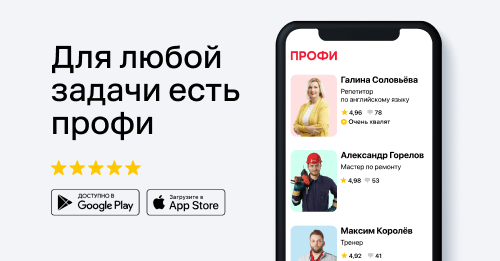 Для любой
задачи есть
профи
ДОСТУПНО В
Google Play
Загрузите в
App Store
ПРОФИ
Галина Соловьёва
Репетитор
по английскому языку
4,96 78
Очень хвалят
Александр Горелов
Мастер по ремонту
4,98 53
Максим Королёв
Тренер
4,92 41